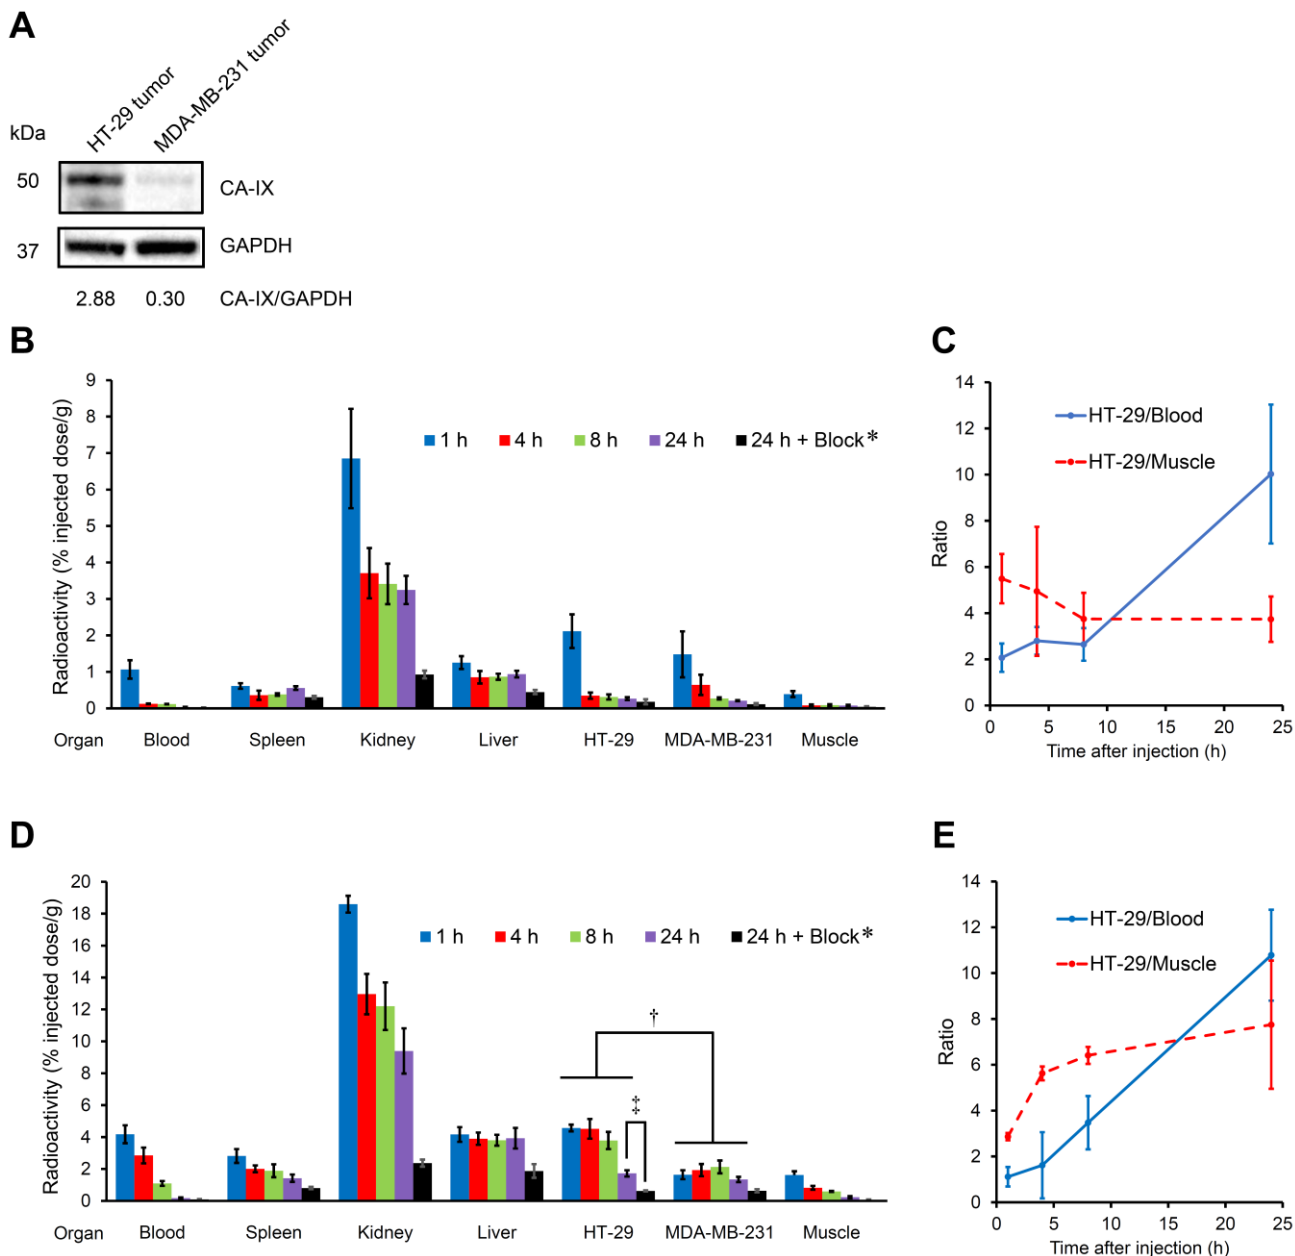 A
HT-29 tumor
MDA-MB-231 tumor
kDa
50
CA-IX
37
GAPDH
2.88 0.30 CA-IX/GAPDH
B
Radioactivity (% injected dose/g)
9
8
7
6
5
4
3
2
1
0
1 h 4 h 8 h 24 h 24 h + Block*
Organ Blood Spleen Kidney Liver HT-29 MDA-MB-231 Muscle
C
Ratio
14
12
10
8
6
4
2
0
HT-29/Blood
HT-29/Muscle
0 5 10 15 20 25
Time after injection (h)
D
Radioactivity (% injected dose/g)
20
18
16
14
12
10
8
6
4
2
0
1 h 4 h 8 h 24 h 24 h + Block*
†
‡
Organ Blood Spleen Kidney Liver HT-29 MDA-MB-231 Muscle
E
Ratio
14
12
10
8
6
4
2
0
HT-29/Blood
HT-29/Muscle
0 5 10 15 20 25
Time after injection (h)